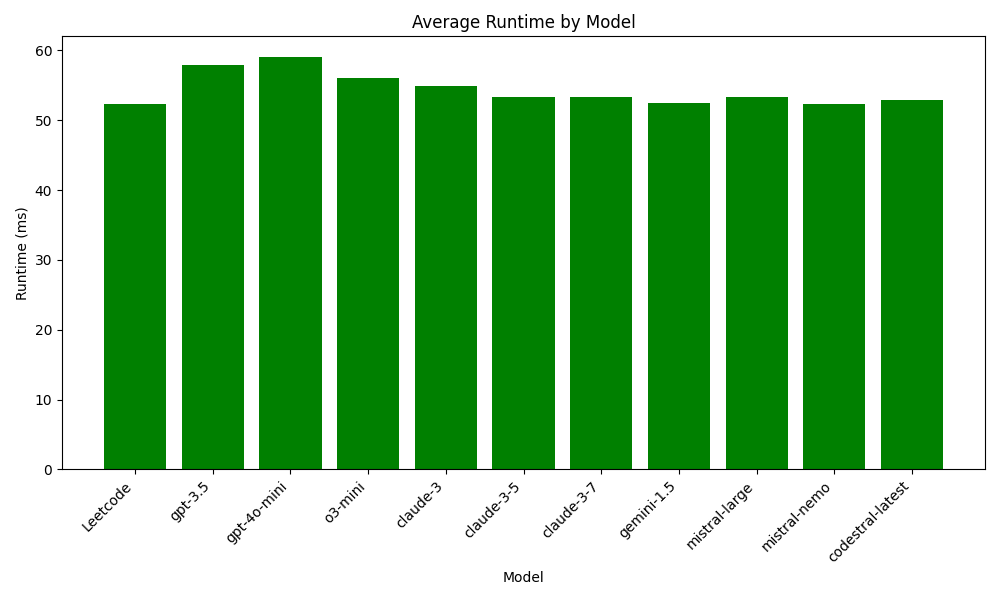 Average Runtime by Model
60
50
40
30
20
10
0
Runtime (ms)
Leetcode
gpt-3.5
gpt-4o-mini
o3-mini
claude-3
claude-3-5
claude-3-7
gemini-1.5
mistral-large
mistral-nemo
codestral-latest
Model